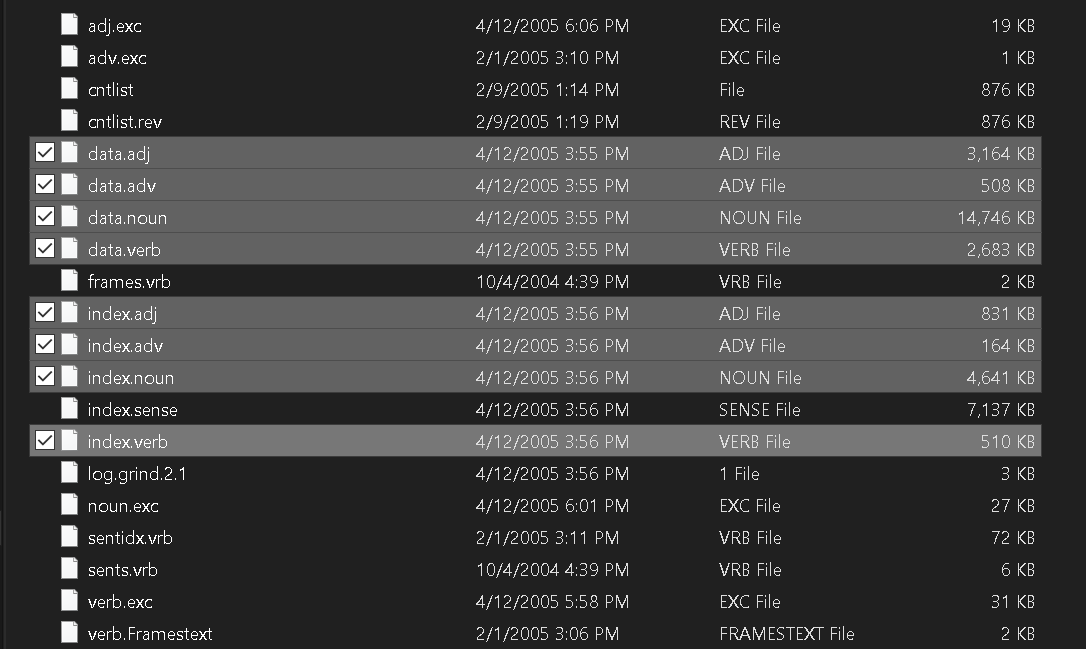 adj.exc 4/12/2005 6:06 PM EXC File 19 KB
adv.exc 2/1/2005 3:10 PM EXC File 1 KB
cntlist 2/9/2005 1:14 PM File 876 KB
cntlist.rev 2/9/2005 1:19 PM REV File 876 KB
data.adj 4/12/2005 3:55 PM ADJ File 3,164 KB
data.adv 4/12/2005 3:55 PM ADV File 508 KB
data.noun 4/12/2005 3:55 PM NOUN File 14,746 KB
data.verb 4/12/2005 3:55 PM VERB File 2,683 KB
frames.vrb 10/4/2004 4:39 PM VRB File 2 KB
index.adj 4/12/2005 3:56 PM ADJ File 831 KB
index.adv 4/12/2005 3:56 PM ADV File 164 KB
index.noun 4/12/2005 3:56 PM NOUN File 4,641 KB
index.sense 4/12/2005 3:56 PM SENSE File 7,137 KB
index.verb 4/12/2005 3:56 PM VERB File 510 KB
log.grind.2.1 4/12/2005 3:56 PM 1 File 3 KB
noun.exc 4/12/2005 6:01 PM EXC File 27 KB
sentidx.vrb 2/1/2005 3:11 PM VRB File 72 KB
sents.vrb 10/4/2004 4:39 PM VRB File 6 KB
verb.exc 4/12/2005 5:58 PM EXC File 31 KB
verb.Framestext 2/1/2005 3:06 PM FRAMESTEXT File 2 KB